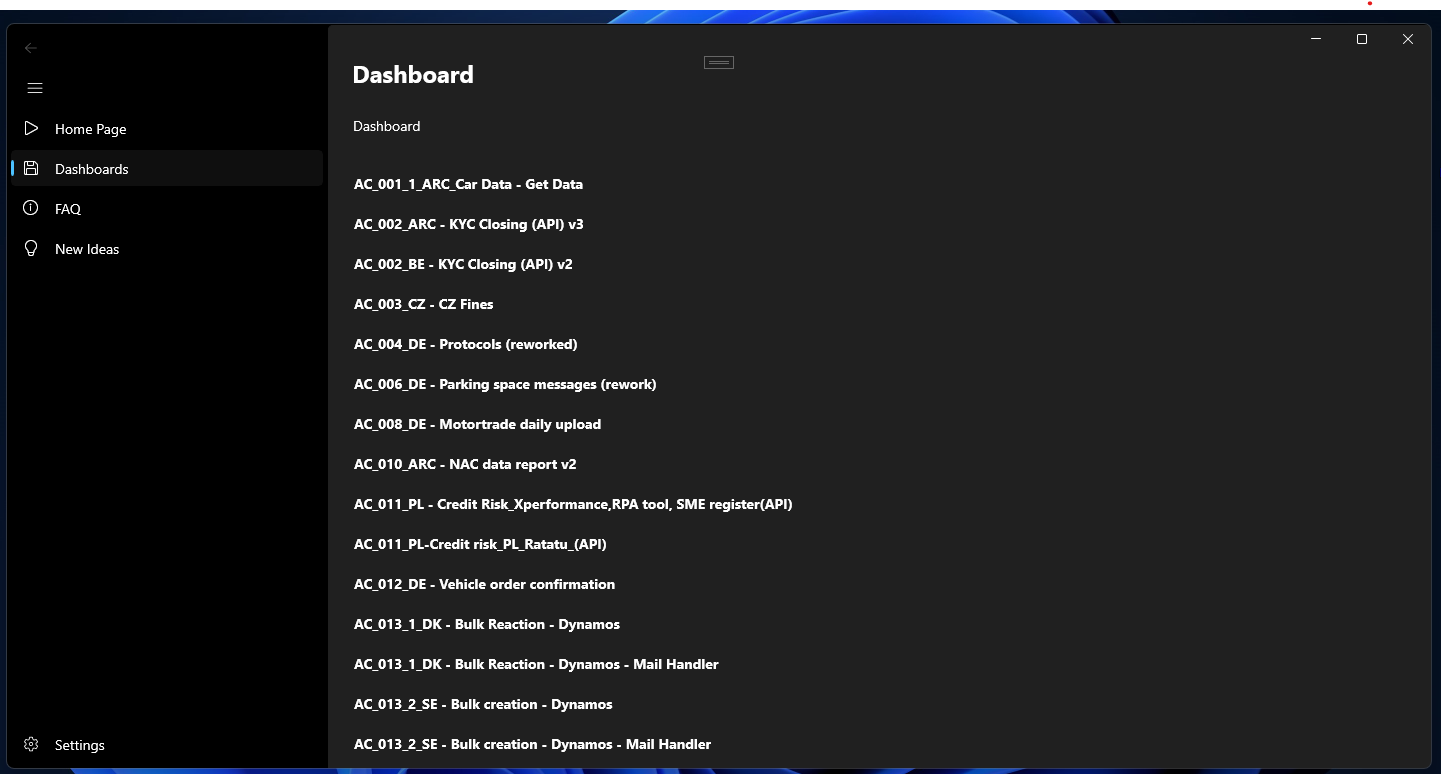 Home Page
Dashboards
FAQ
New Ideas
Settings
Dashboard
Dashboard
AC_001_1_ARC_Car Data - Get Data
AC_002_ARC - KYC Closing (API) v3
AC_002_BE - KYC Closing (API) v2
AC_003_CZ - CZ Fines
AC_004_DE - Protocols (reworked)
AC_006_DE - Parking space messages (rework)
AC_008_DE - Motortrade daily upload
AC_010_ARC - NAC data report v2
AC_011_PL - Credit Risk_Xperformance,RPA tool, SME register(API)
AC_011_PL-Credit risk_PL_Ratatu_(API)
AC_012_DE - Vehicle order confirmation
AC_013_1_DK - Bulk Reaction - Dynamos
AC_013_1_DK - Bulk Reaction - Dynamos - Mail Handler
AC_013_2_SE - Bulk creation - Dynamos
AC_013_2_SE - Bulk creation - Dynamos - Mail Handler